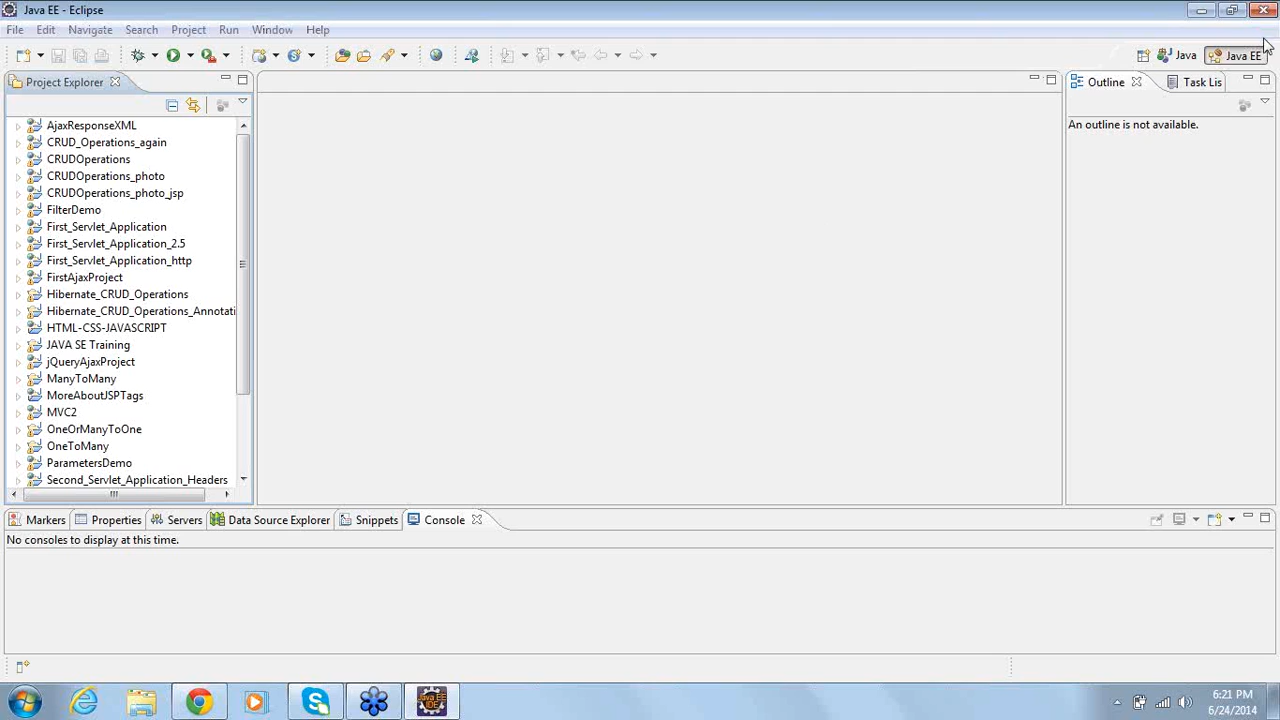 Java EE - Eclipse
File Edit Navigate Search Project Run Window Help
Java Java EE
Project Explorer
Outline Task Lis
An outline is not available.
AjaxResponseXML
CRUD_Operations_again
CRUDOperations
CRUDOperations_photo
CRUDOperations_photo_jsp
FilterDemo
First_Servlet_Application
First_Servlet_Application_2.5
First_Servlet_Application_http
FirstAjaxProject
Hibernate_CRUD_Operations
Hibernate_CRUD_Operations_Annotati
HTML-CSS-JAVASCRIPT
JAVA SE Training
jQueryAjaxProject
ManyToMany
MoreAboutJSPTags
MVC2
OneOrManyToOne
OneToMany
ParametersDemo
Second_Servlet_Application_Headers
Markers Properties Servers Data Source Explorer Snippets Console
No consoles to display at this time.
Java EE
IDE
6:21 PM
6/24/2014